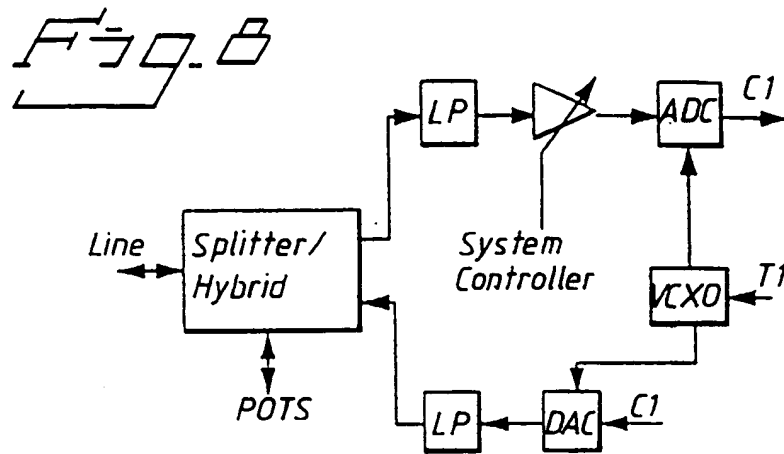 Fig. 8
LP
ADC
C1
Line
Splitter/
Hybrid
System
Controller
VCXO
T1
POTS
LP
DAC
C1